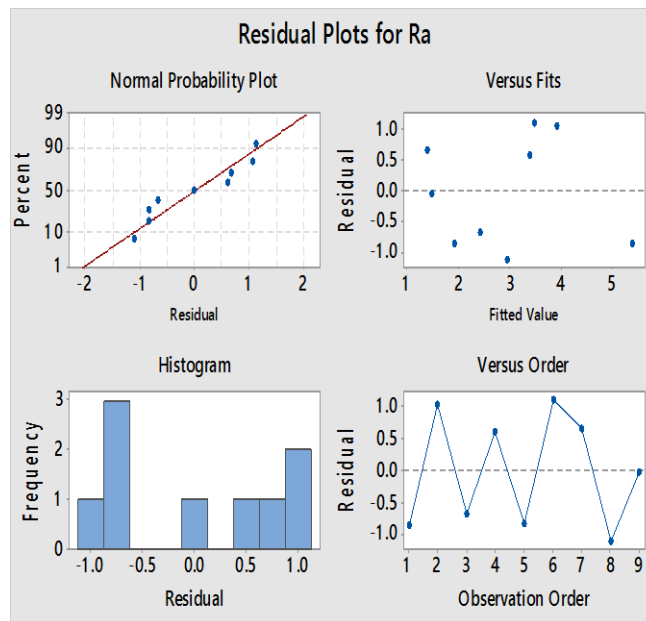 Residual Plots for Ra
Normal Probability Plot
99
90
50
10
1
Percent
-2 -1 0 1 2
Residual
Versus Fits
1.0
0.5
0.0
-0.5
-1.0
Residual
1 2 3 4 5
Fitted Value
Histogram
3
2
1
0
Frequency
-1.0 -0.5 0.0 0.5 1.0
Residual
Versus Order
1.0
0.5
0.0
-0.5
-1.0
Residual
1 2 3 4 5 6 7 8 9
Observation Order